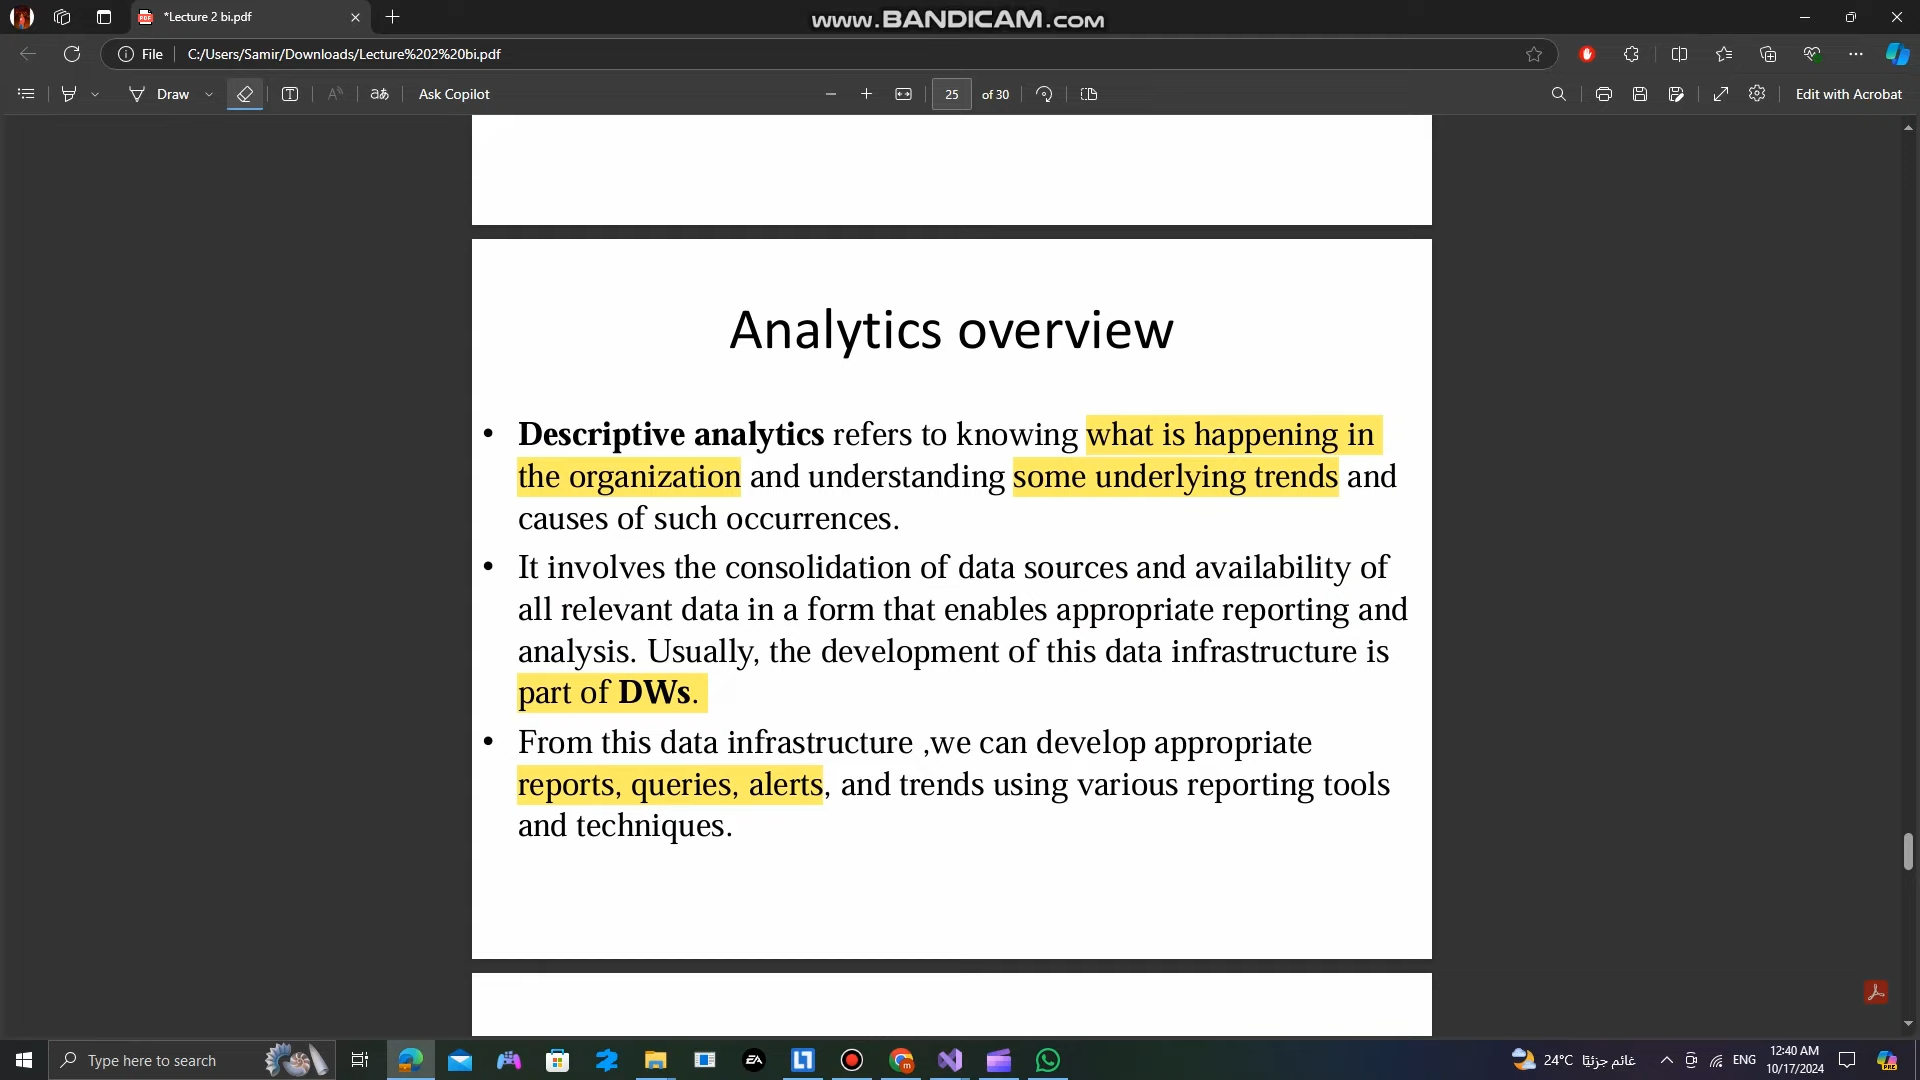 *Lecture 2 bi.pdf
www.BANDICAM.com
File
C:/Users/Samir/Downloads/Lecture%202%20bi.pdf
Draw
aあ
Ask Copilot
25
of 30
Edit with Acrobat
Analytics overview
• Descriptive analytics refers to knowing what is happening in
the organization and understanding some underlying trends and
causes of such occurrences.
• It involves the consolidation of data sources and availability of
all relevant data in a form that enables appropriate reporting and
analysis. Usually, the development of this data infrastructure is
part of DWs.
• From this data infrastructure ,we can develop appropriate
reports, queries, alerts, and trends using various reporting tools
and techniques.
Type here to search
EA
24°C غائم جزئيًا
ENG
12:40 AM
10/17/2024